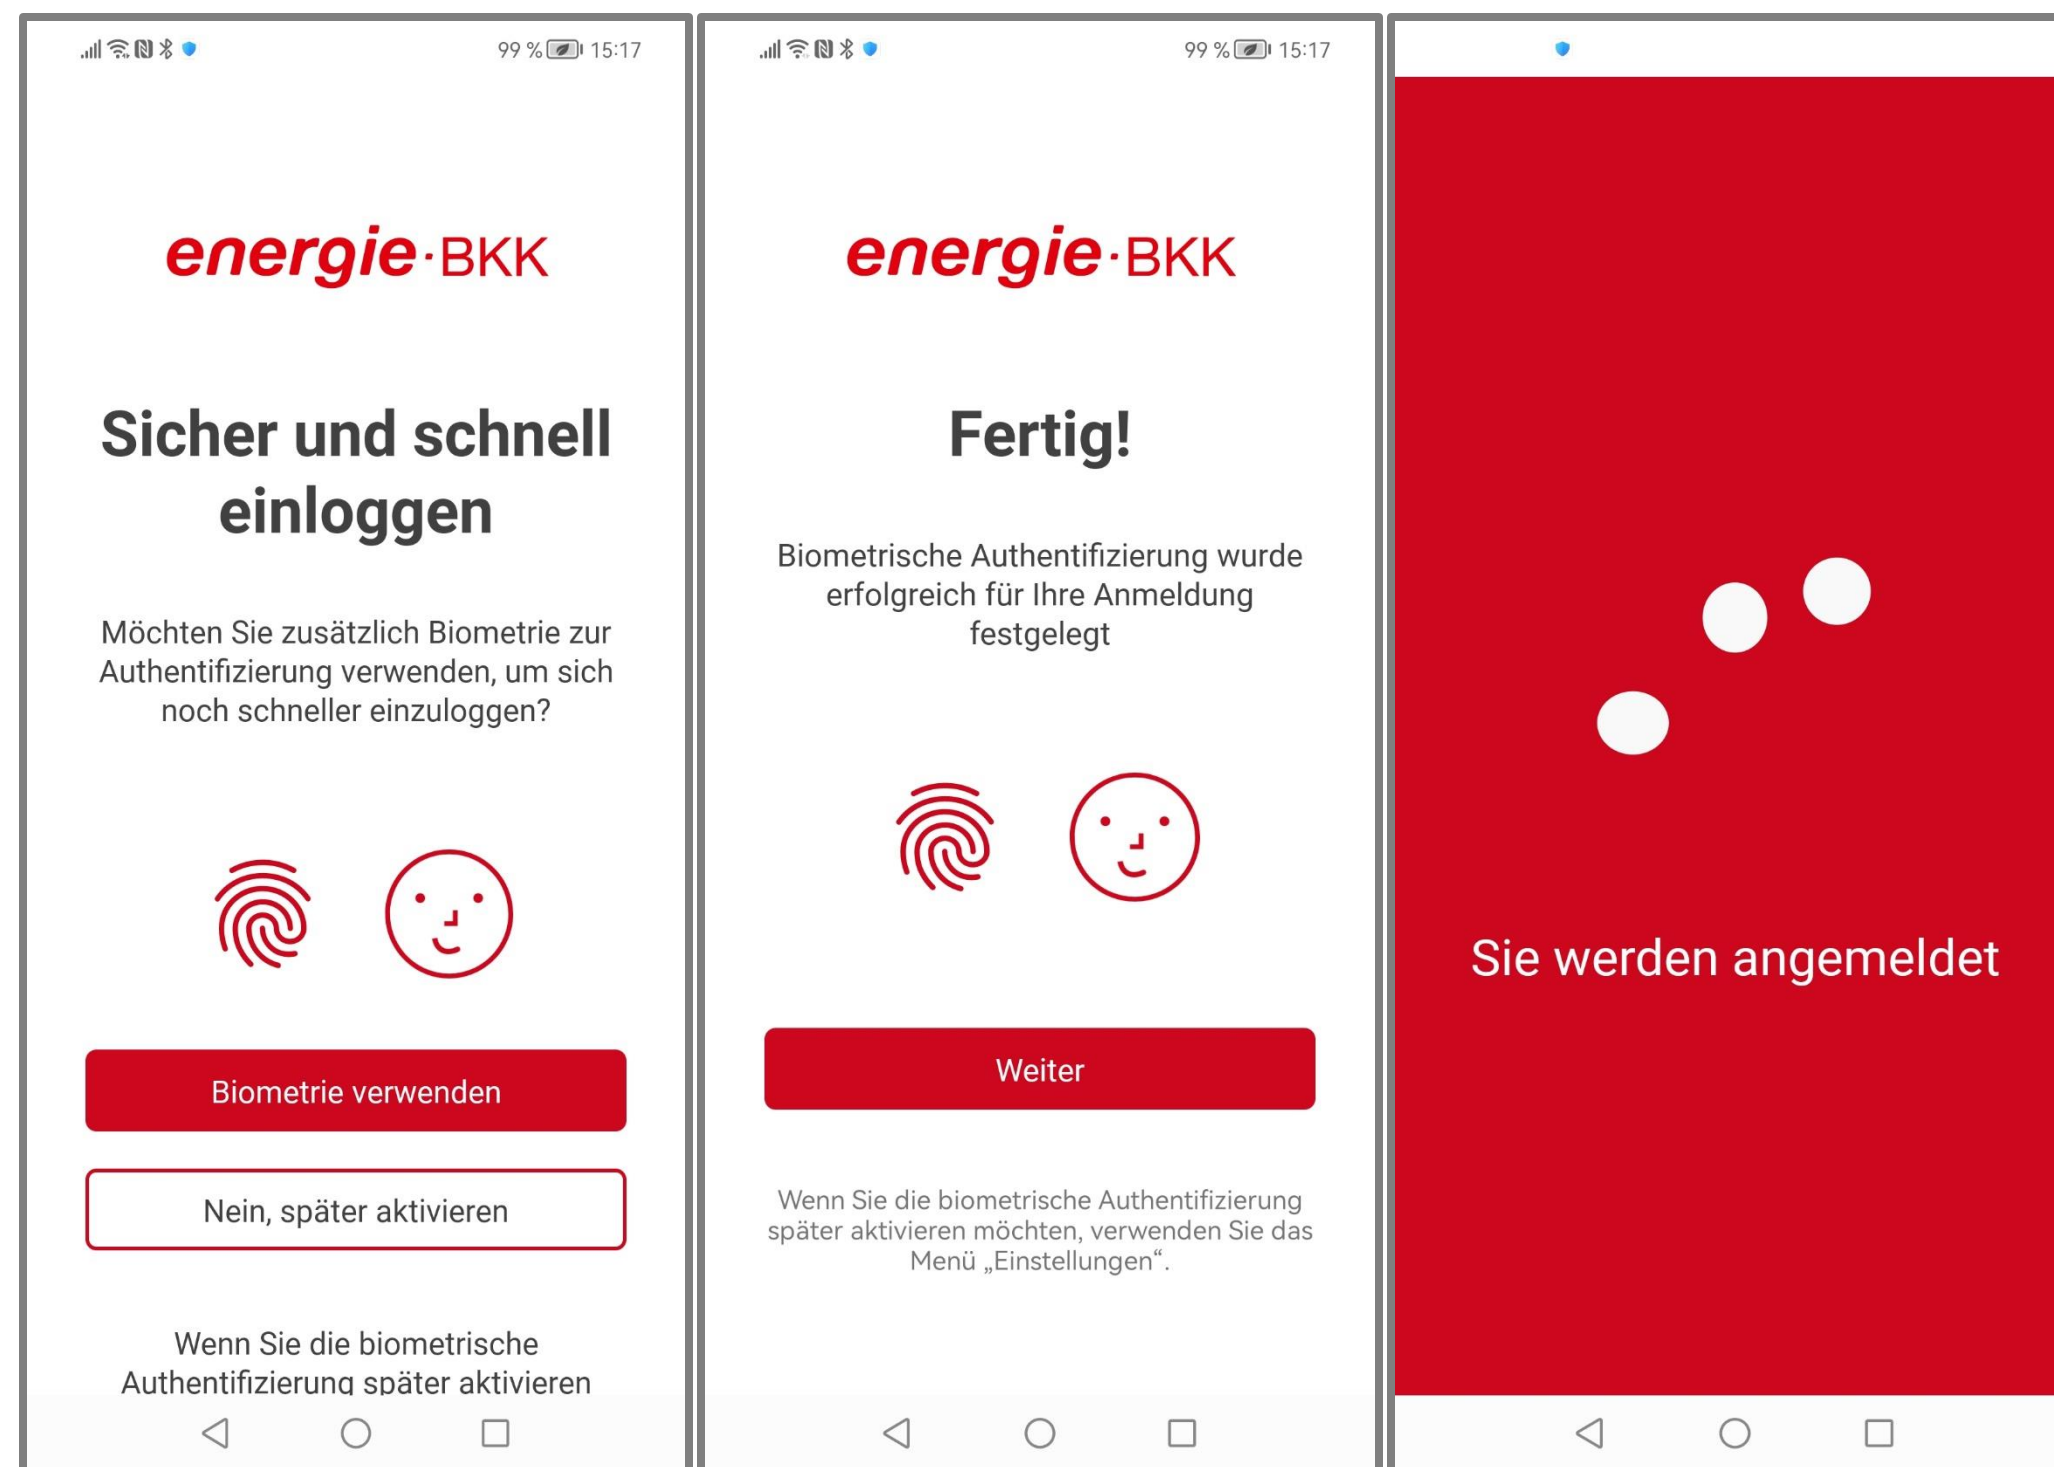 99 % 15:17
energie·BKK
Sicher und schnell
einloggen
Möchten Sie zusätzlich Biometrie zur
Authentifizierung verwenden, um sich
noch schneller einzuloggen?
Biometrie verwenden
Nein, später aktivieren
Wenn Sie die biometrische
Authentifizierung später aktivieren
99 % 15:17
energie·BKK
Fertig!
Biometrische Authentifizierung wurde
erfolgreich für Ihre Anmeldung
festgelegt
Weiter
Wenn Sie die biometrische Authentifizierung
später aktivieren möchten, verwenden Sie das
Menü „Einstellungen“.
Sie werden angemeldet